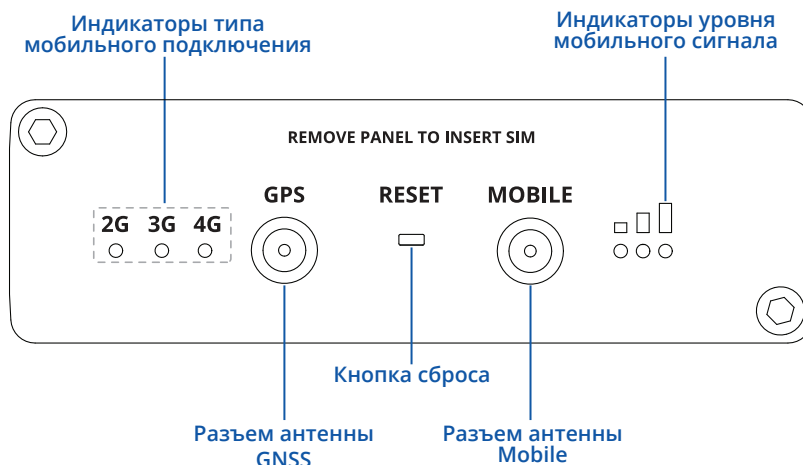 Индикаторы типа
мобильного подключения
Индикаторы уровня
мобильного сигнала
REMOVE PANEL TO INSERT SIM
GPS
RESET
MOBILE
2G 3G 4G
Кнопка сброса
Разъем антенны
GNSS
Разъем антенны
Mobile